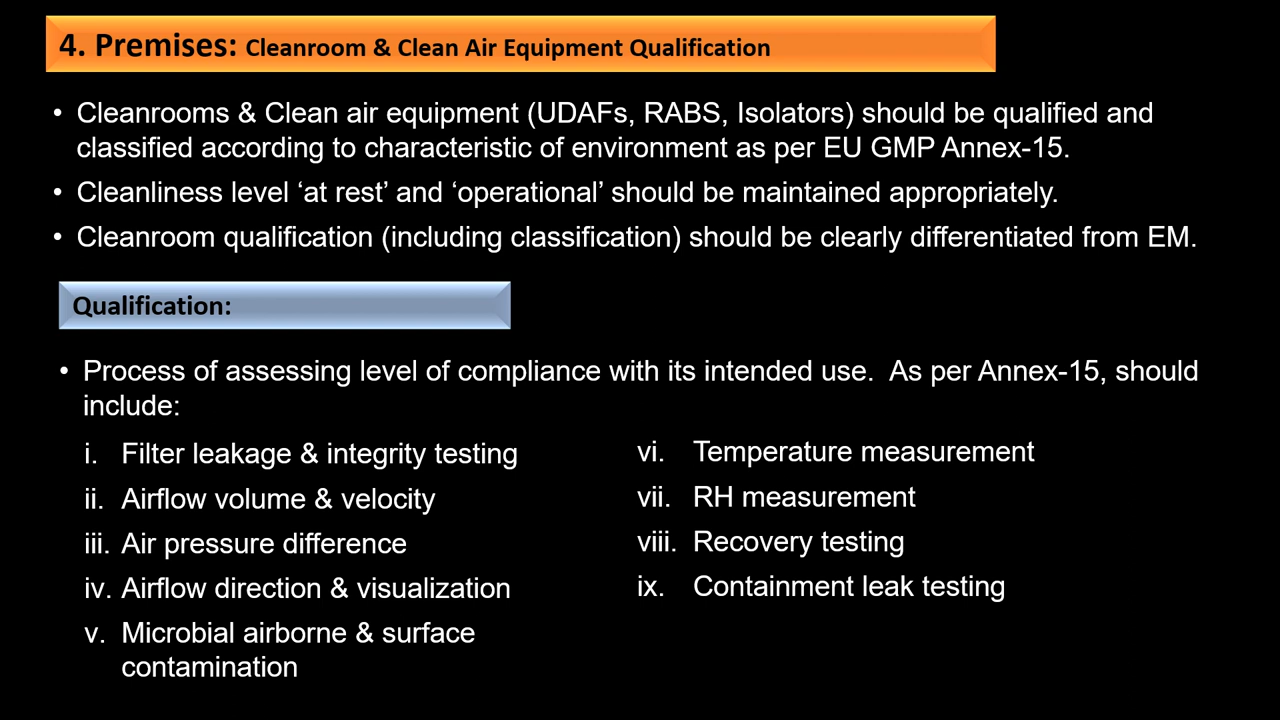 4. Premises: Cleanroom & Clean Air Equipment Qualification
• Cleanrooms & Clean air equipment (UDAFs, RABS, Isolators) should be qualified and
classified according to characteristic of environment as per EU GMP Annex-15.
• Cleanliness level ‘at rest’ and ‘operational’ should be maintained appropriately.
• Cleanroom qualification (including classification) should be clearly differentiated from EM.
Qualification:
• Process of assessing level of compliance with its intended use. As per Annex-15, should
include:
i. Filter leakage & integrity testing
ii. Airflow volume & velocity
iii. Air pressure difference
iv. Airflow direction & visualization
v. Microbial airborne & surface
contamination
vi. Temperature measurement
vii. RH measurement
viii. Recovery testing
ix. Containment leak testing